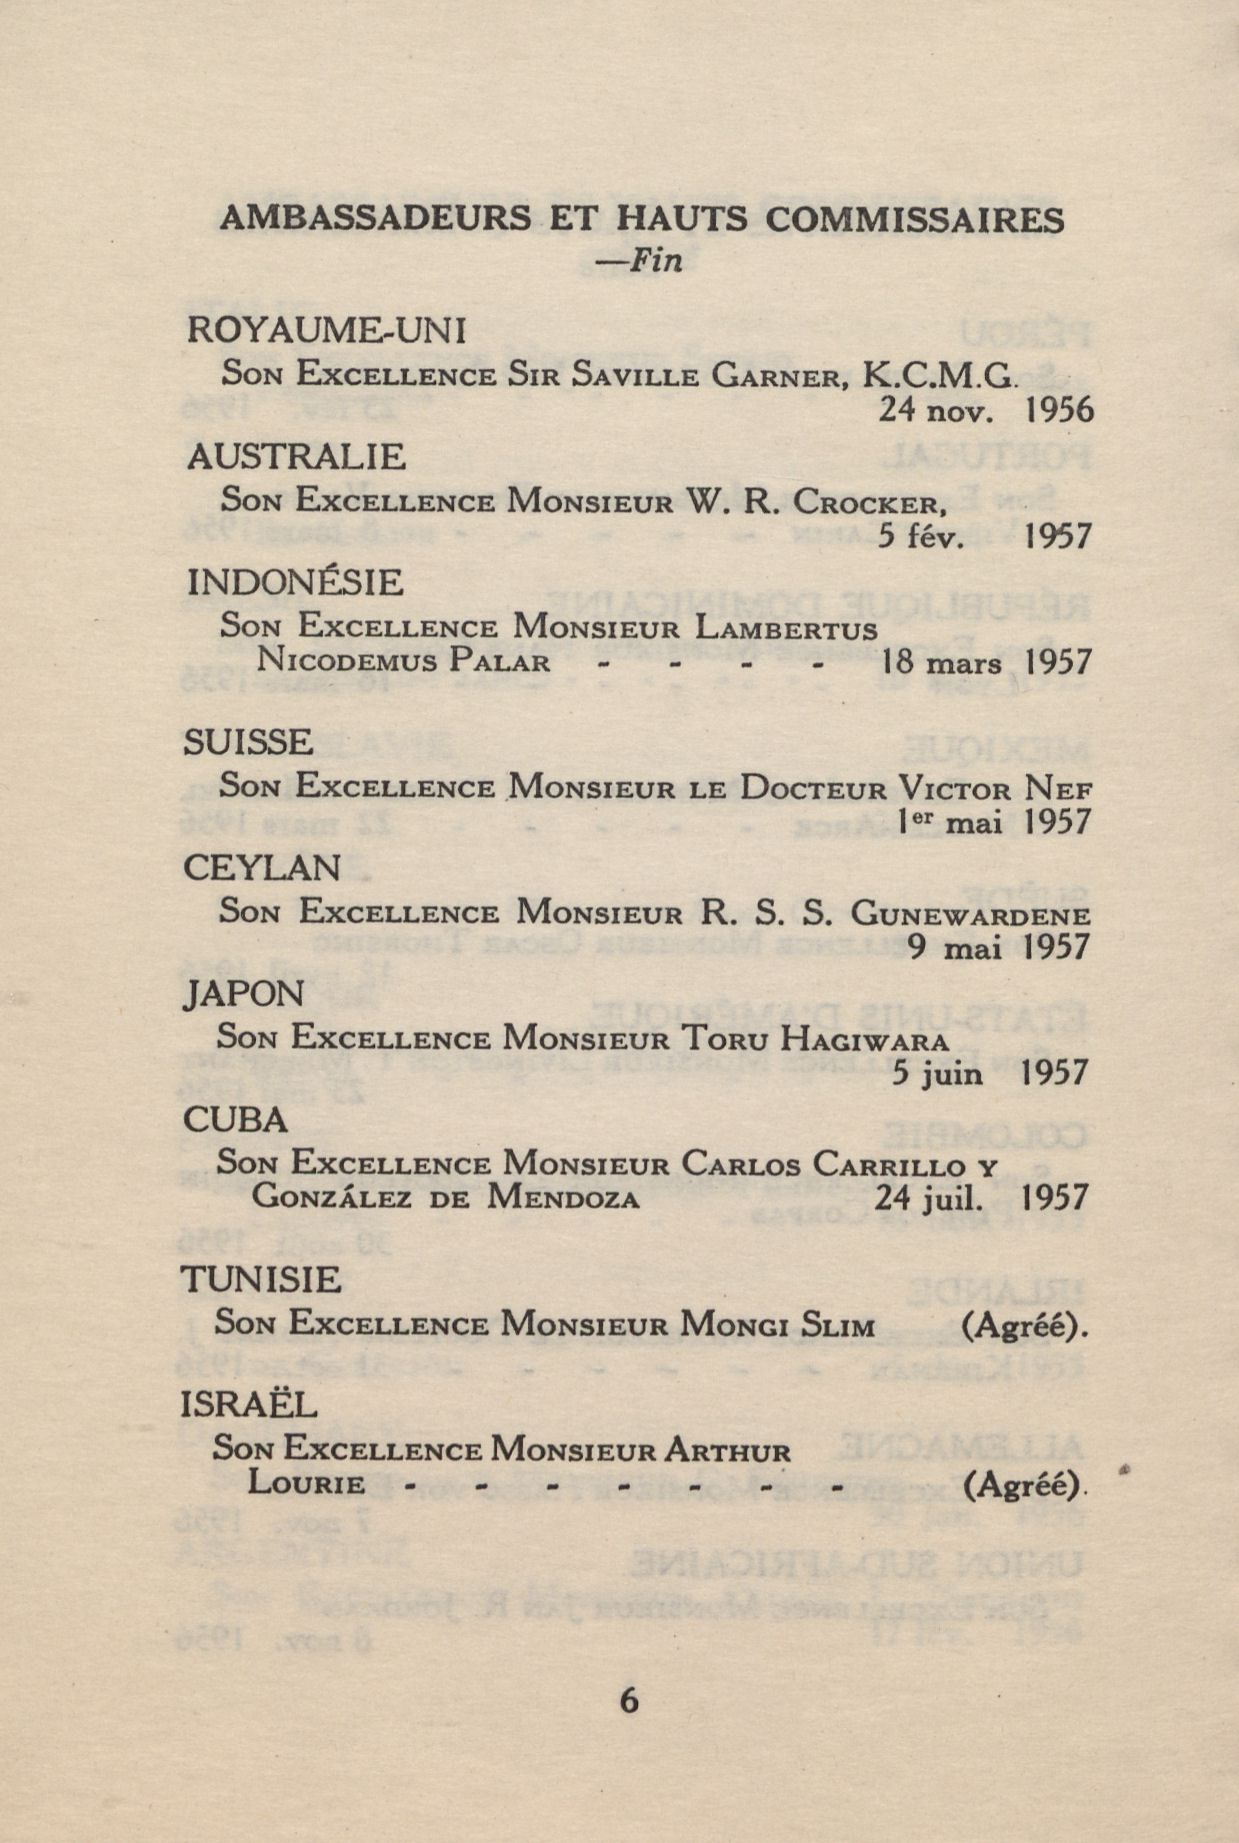 AMBASSADEURS ET HAUTS COMMISSAIRES
—Fin
ROYAUME-UNI
SON EXCELLENCE SIR SAVILLE GARNER, K.C.M.G.
24 nov. 1956
AUSTRALIE
SON EXCELLENCE MONSIEUR W. R. CROCKER,
5 fév. 1957
INDONÉSIE
SON EXCELLENCE MONSIEUR LAMBERTUS
NICODEMUS PALAR - - - - 18 mars 1957
SUISSE
SON EXCELLENCE MONSIEUR LE DOCTEUR VICTOR NEF
1er mai 1957
CEYLAN
SON EXCELLENCE MONSIEUR R. S. S. GUNEWARDENE
9 mai 1957
JAPON
SON EXCELLENCE MONSIEUR TORU HAGIWARA
5 juin 1957
CUBA
SON EXCELLENCE MONSIEUR CARLOS CARRILLO Y
GONZÁLEZ DE MENDOZA 24 juil. 1957
TUNISIE
SON EXCELLENCE MONSIEUR MONGI SLIM (Agréé).
ISRAËL
SON EXCELLENCE MONSIEUR ARTHUR
LOURIE - - - - - - - (Agréé).
6